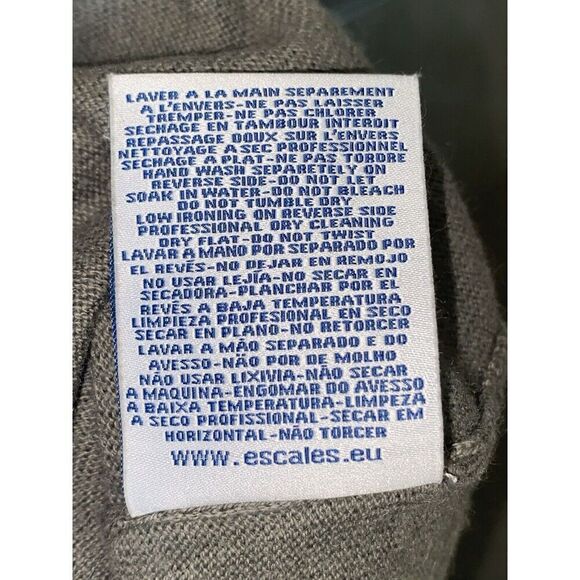 LAVER A LA MAIN SEPAREMENT
A L'ENVERS-NE PAS LAISSER
TREMPER-NE PAS CHLORER
SECHAGE EN TAMBOUR INTERDIT
REPASSAGE DOUX SUR L'ENVERS
NETTOYAGE A SEC PROFESSIONNEL
SECHAGE A PLAT-NE PAS TORDRE
HAND WASH SEPARETELY ON
REVERSE SIDE-DO NOT LET
SOAK IN WATER-DO NOT BLEACH
DO NOT TUMBLE DRY
LOW IRONING ON REVERSE SIDE
PROFESSIONAL DRY CLEANING
DRY FLAT-DO NOT TWIST
LAVAR A MANO POR SEPARADO POR
EL REVÉS-NO DEJAR EN REMOJO
NO USAR LEJÍA-NO SECAR EN
SECADORA-PLANCHAR POR EL
REVÉS A BAJA TEMPERATURA
LIMPIEZA PROFESIONAL EN SECO
SECAR EN PLANO-NO RETORCER
LAVAR A MÃO SEPARADO E DO
AVESSO-NÃO POR DE MOLHO
NÃO USAR LIXIVIA-NÃO SECAR
A MAQUINA-ENGOMAR DO AVESSO
A BAIXA TEMPERATURA-LIMPEZA
A SECO PROFISSIONAL-SECAR EM
HORIZONTAL-NÃO TORCER
www.escales.eu